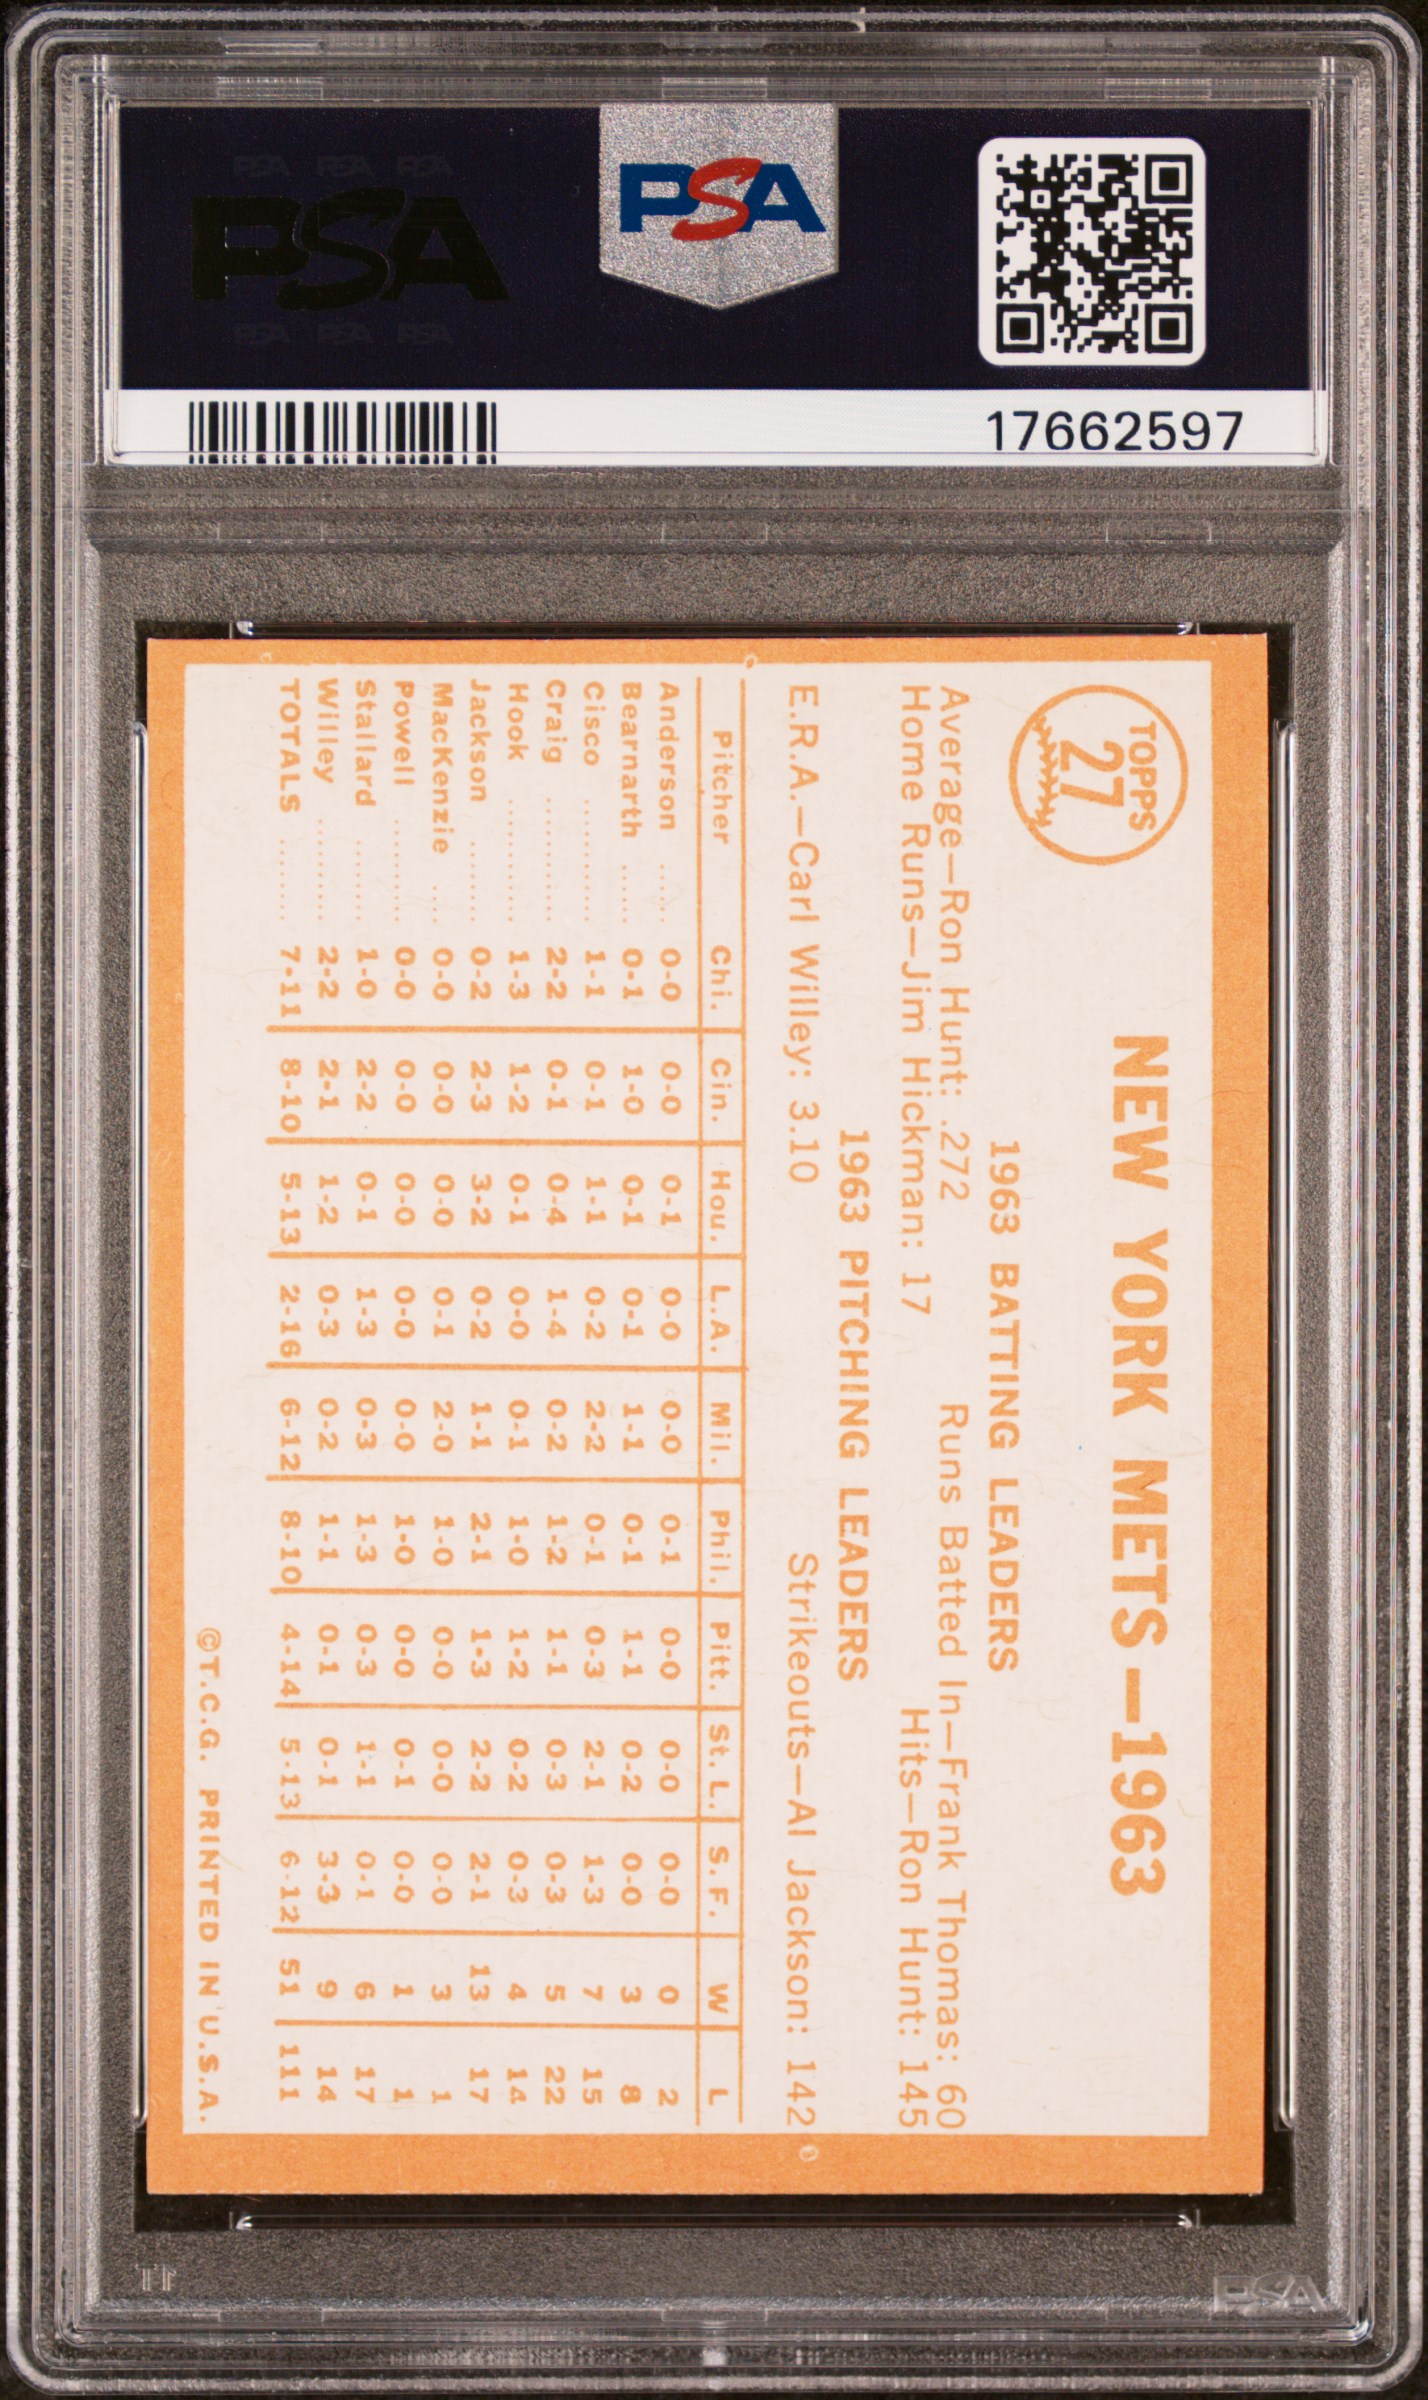 PSA PSA PSA
PSA
PSA PSA PSA
PSA
17662597
TOPPS
27
NEW YORK METS—1963
1963 BATTING LEADERS
Average—Ron Hunt: .272 Runs Batted In—Frank Thomas: 60
Home Runs—Jim Hickman: 17 Hits—Ron Hunt: 145
1963 PITCHING LEADERS
E.R.A.—Carl Willey: 3.10 Strikeouts—Al Jackson: 142
Pitcher Chi. Cin. Hou. L.A. Mil. Phil. Pitt. St. L. S. F. W L
Anderson ...... 0-0 0-0 0-1 0-0 0-0 0-1 0-0 0-0 0-0 0 2
Bearnarth ...... 0-1 1-0 0-1 0-1 1-1 0-1 1-1 0-2 0-0 3 8
Cisco ............ 1-1 0-1 1-1 0-2 2-2 0-1 0-3 2-1 1-3 7 15
Craig ............ 2-2 0-1 0-4 1-4 0-2 1-2 1-1 0-3 0-3 5 22
Hook ............ 1-3 1-2 0-1 0-0 0-1 1-0 1-2 0-2 0-3 4 14
Jackson ........ 0-2 2-3 3-2 0-2 1-1 2-1 1-3 2-2 2-1 13 17
MacKenzie .... 0-0 0-0 0-0 0-1 2-0 1-0 0-0 0-0 0-0 3 1
Powell .......... 0-0 0-0 0-0 0-0 0-0 1-0 0-0 0-1 0-0 1 1
Stallard ........ 1-0 2-2 0-1 1-3 0-3 1-3 0-3 1-1 0-1 6 17
Willey .......... 2-2 2-1 1-2 0-3 0-2 1-1 0-1 0-1 3-3 9 14
TOTALS ........ 7-11 8-10 5-13 2-16 6-12 8-10 4-14 5-13 6-12 51 111
©T.C.G. PRINTED IN U.S.A.
PSA